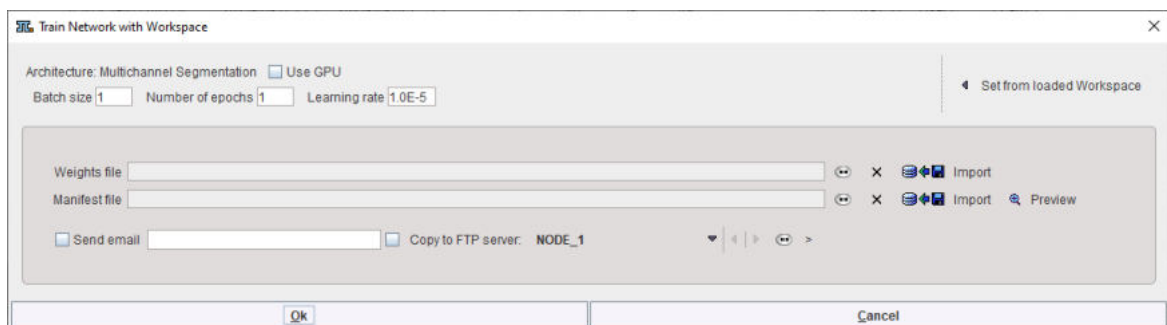 Train Network with Workspace
Architecture: Multichannel Segmentation Use GPU
Batch size 1 Number of epochs 1 Learning rate 1.0E-5
Set from loaded Workspace
Weights file Import
Manifest file Import Preview
Send email Copy to FTP server: NODE_1 >
Ok Cancel